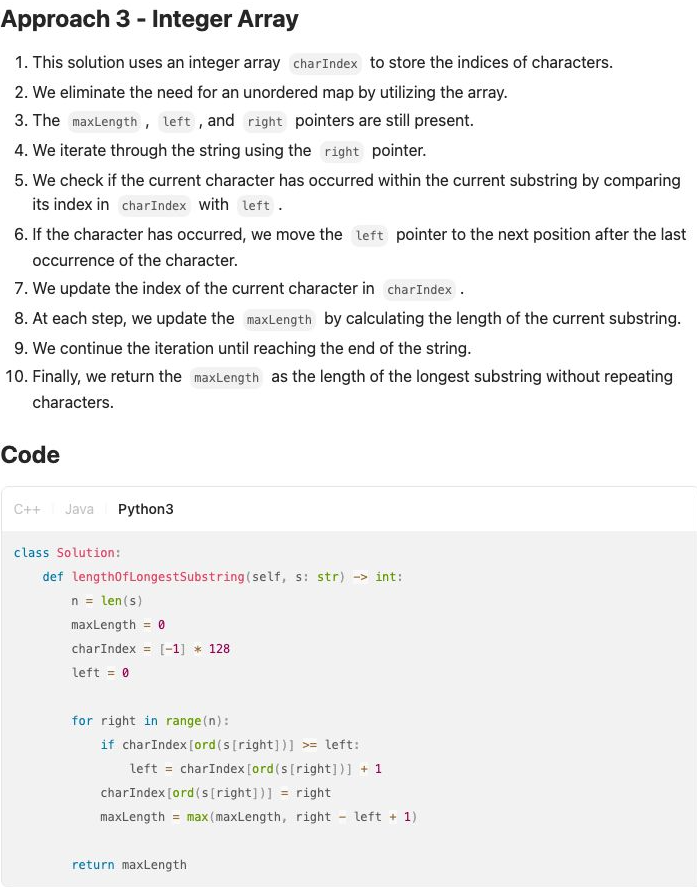 Approach 3 - Integer Array
1. This solution uses an integer array charIndex to store the indices of characters.
2. We eliminate the need for an unordered map by utilizing the array.
3. The maxLength , left , and right pointers are still present.
4. We iterate through the string using the right pointer.
5. We check if the current character has occurred within the current substring by comparing
its index in charIndex with left .
6. If the character has occurred, we move the left pointer to the next position after the last
occurrence of the character.
7. We update the index of the current character in charIndex .
8. At each step, we update the maxLength by calculating the length of the current substring.
9. We continue the iteration until reaching the end of the string.
10. Finally, we return the maxLength as the length of the longest substring without repeating
characters.
Code
C++ Java Python3
class Solution:
    def lengthOfLongestSubstring(self, s: str) -> int:
        n = len(s)
        maxLength = 0
        charIndex = [-1] * 128
        left = 0

        for right in range(n):
            if charIndex[ord(s[right])] >= left:
                left = charIndex[ord(s[right])] + 1
            charIndex[ord(s[right])] = right
            maxLength = max(maxLength, right - left + 1)

        return maxLength